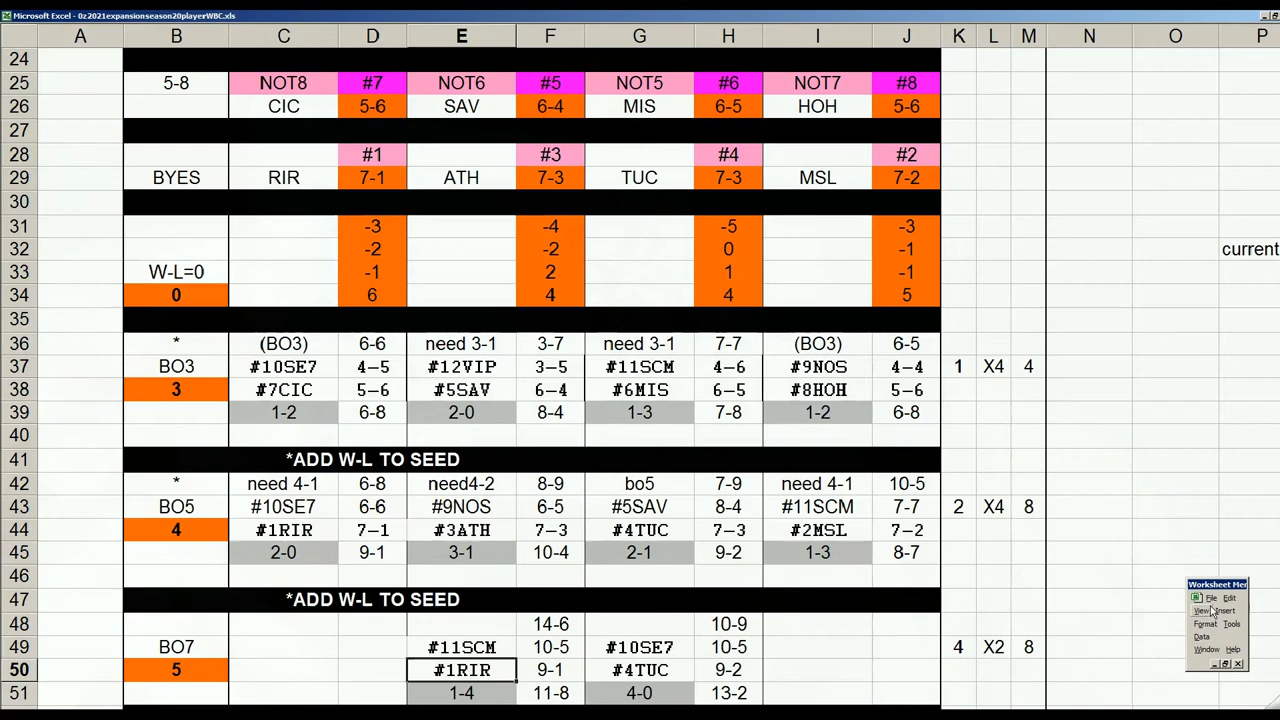 Microsoft Excel - 0z2021expansionseason20playerWBC.xls
A B C D E F G H I J K L M N O P
24
25 5-8 NOT8 #7 NOT6 #5 NOT5 #6 NOT7 #8
26 CIC 5-6 SAV 6-4 MIS 6-5 HOH 5-6
27
28 #1 #3 #4 #2
29 BYES RIR 7-1 ATH 7-3 TUC 7-3 MSL 7-2
30
31 -3 -4 -5 -3
32 -2 -2 0 -1 current
33 W-L=0 -1 2 1 -1
34 0 6 4 4 5
35
36 * (BO3) 6-6 need 3-1 3-7 need 3-1 7-7 (BO3) 6-5
37 BO3 #10SE7 4-5 #12VIP 3-5 #11SCM 4-6 #9NOS 4-4 1 X4 4
38 3 #7CIC 5-6 #5SAV 6-4 #6MIS 6-5 #8HOH 5-6
39 1-2 6-8 2-0 8-4 1-3 7-8 1-2 6-8
40
41 *ADD W-L TO SEED
42 * need 4-1 6-8 need4-2 8-9 bo5 7-9 need 4-1 10-5
43 BO5 #10SE7 6-6 #9NOS 6-5 #5SAV 8-4 #11SCM 7-7 2 X4 8
44 4 #1RIR 7-1 #3ATH 7-3 #4TUC 7-3 #2MSL 7-2
45 2-0 9-1 3-1 10-4 2-1 9-2 1-3 8-7
46
47 *ADD W-L TO SEED
48 14-6 10-9
49 BO7 #11SCM 10-5 #10SE7 10-5 4 X2 8
50 5 #1RIR 9-1 #4TUC 9-2
51 1-4 11-8 4-0 13-2
Worksheet Mer
File Edit
View Insert
Format Tools
Data
Window Help